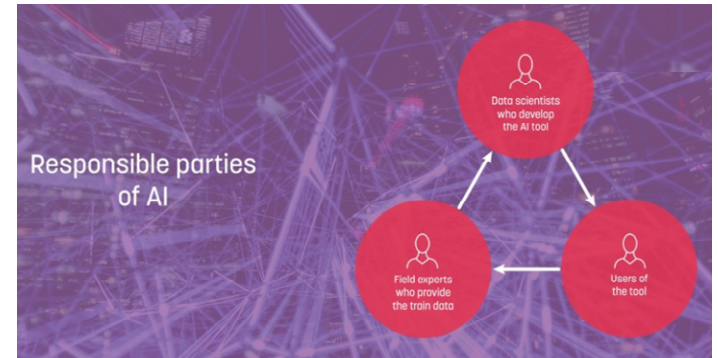 Responsible parties
of AI
Data scientists
who develop
the AI tool
Field experts
who provide
the train data
Users of
the tool